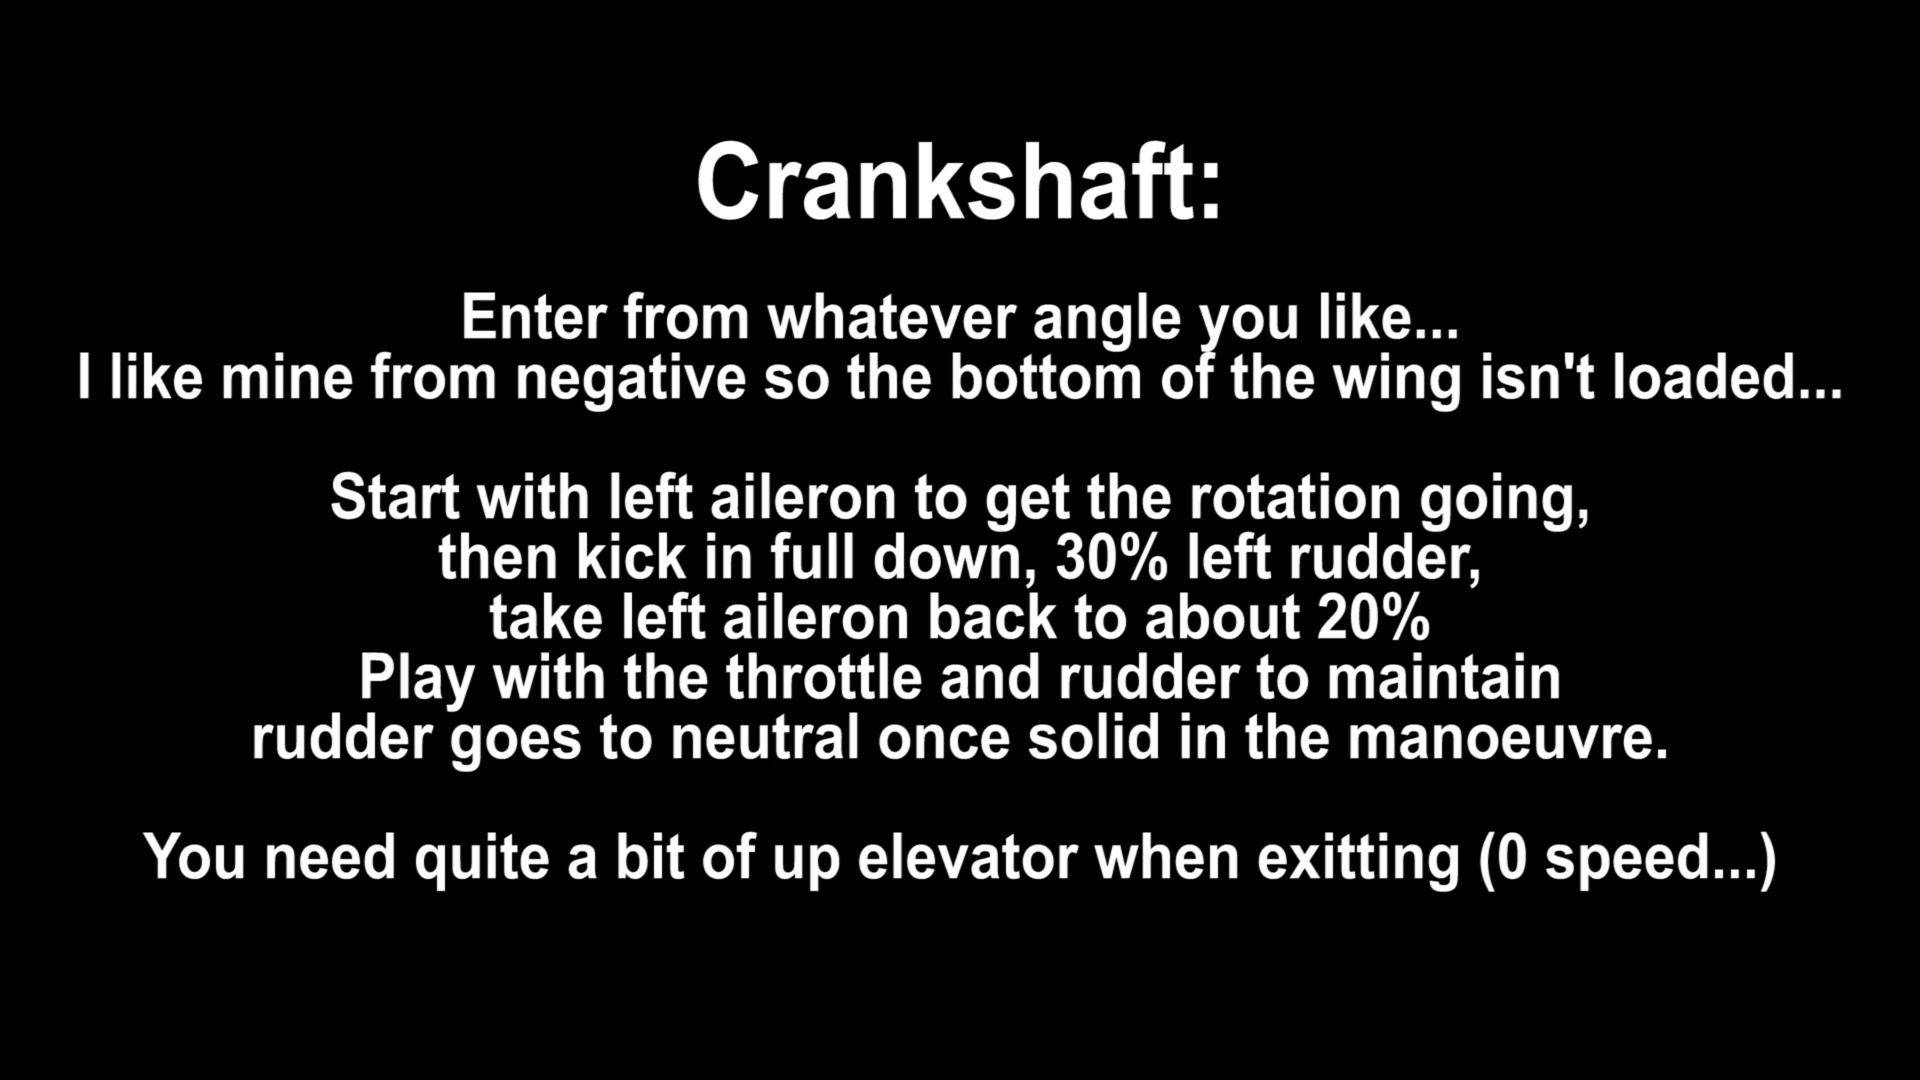 Crankshaft:
Enter from whatever angle you like...
I like mine from negative so the bottom of the wing isn't loaded...
Start with left aileron to get the rotation going,
then kick in full down, 30% left rudder,
take left aileron back to about 20%
Play with the throttle and rudder to maintain
rudder goes to neutral once solid in the manoeuvre.
You need quite a bit of up elevator when exitting (0 speed...)